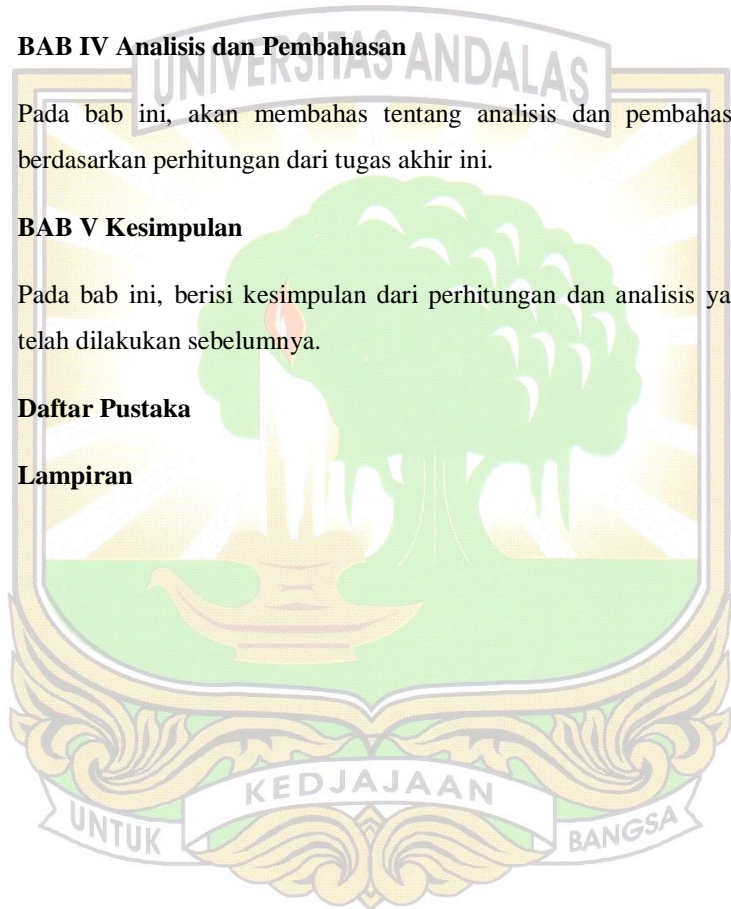 BAB IV Analisis dan Pembahasan
UNIVERSITAS ANDALAS
Pada bab ini, akan membahas tentang analisis dan pembahas
berdasarkan perhitungan dari tugas akhir ini.
BAB V Kesimpulan
Pada bab ini, berisi kesimpulan dari perhitungan dan analisis ya
telah dilakukan sebelumnya.
Daftar Pustaka
Lampiran
UNTUK KEDJAJAAN BANGSA